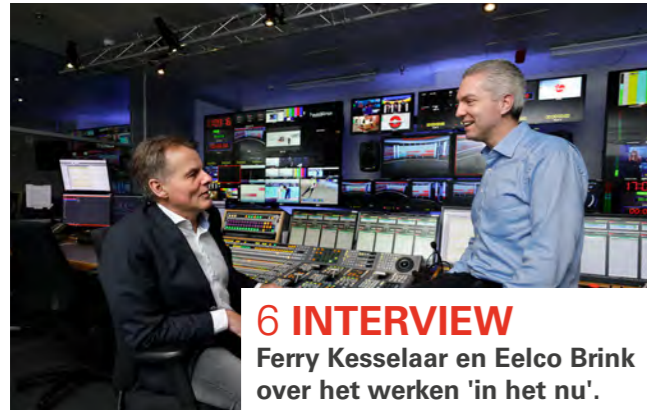 6 INTERVIEW
Ferry Kesselaar en Eelco Brink
over het werken 'in het nu'.